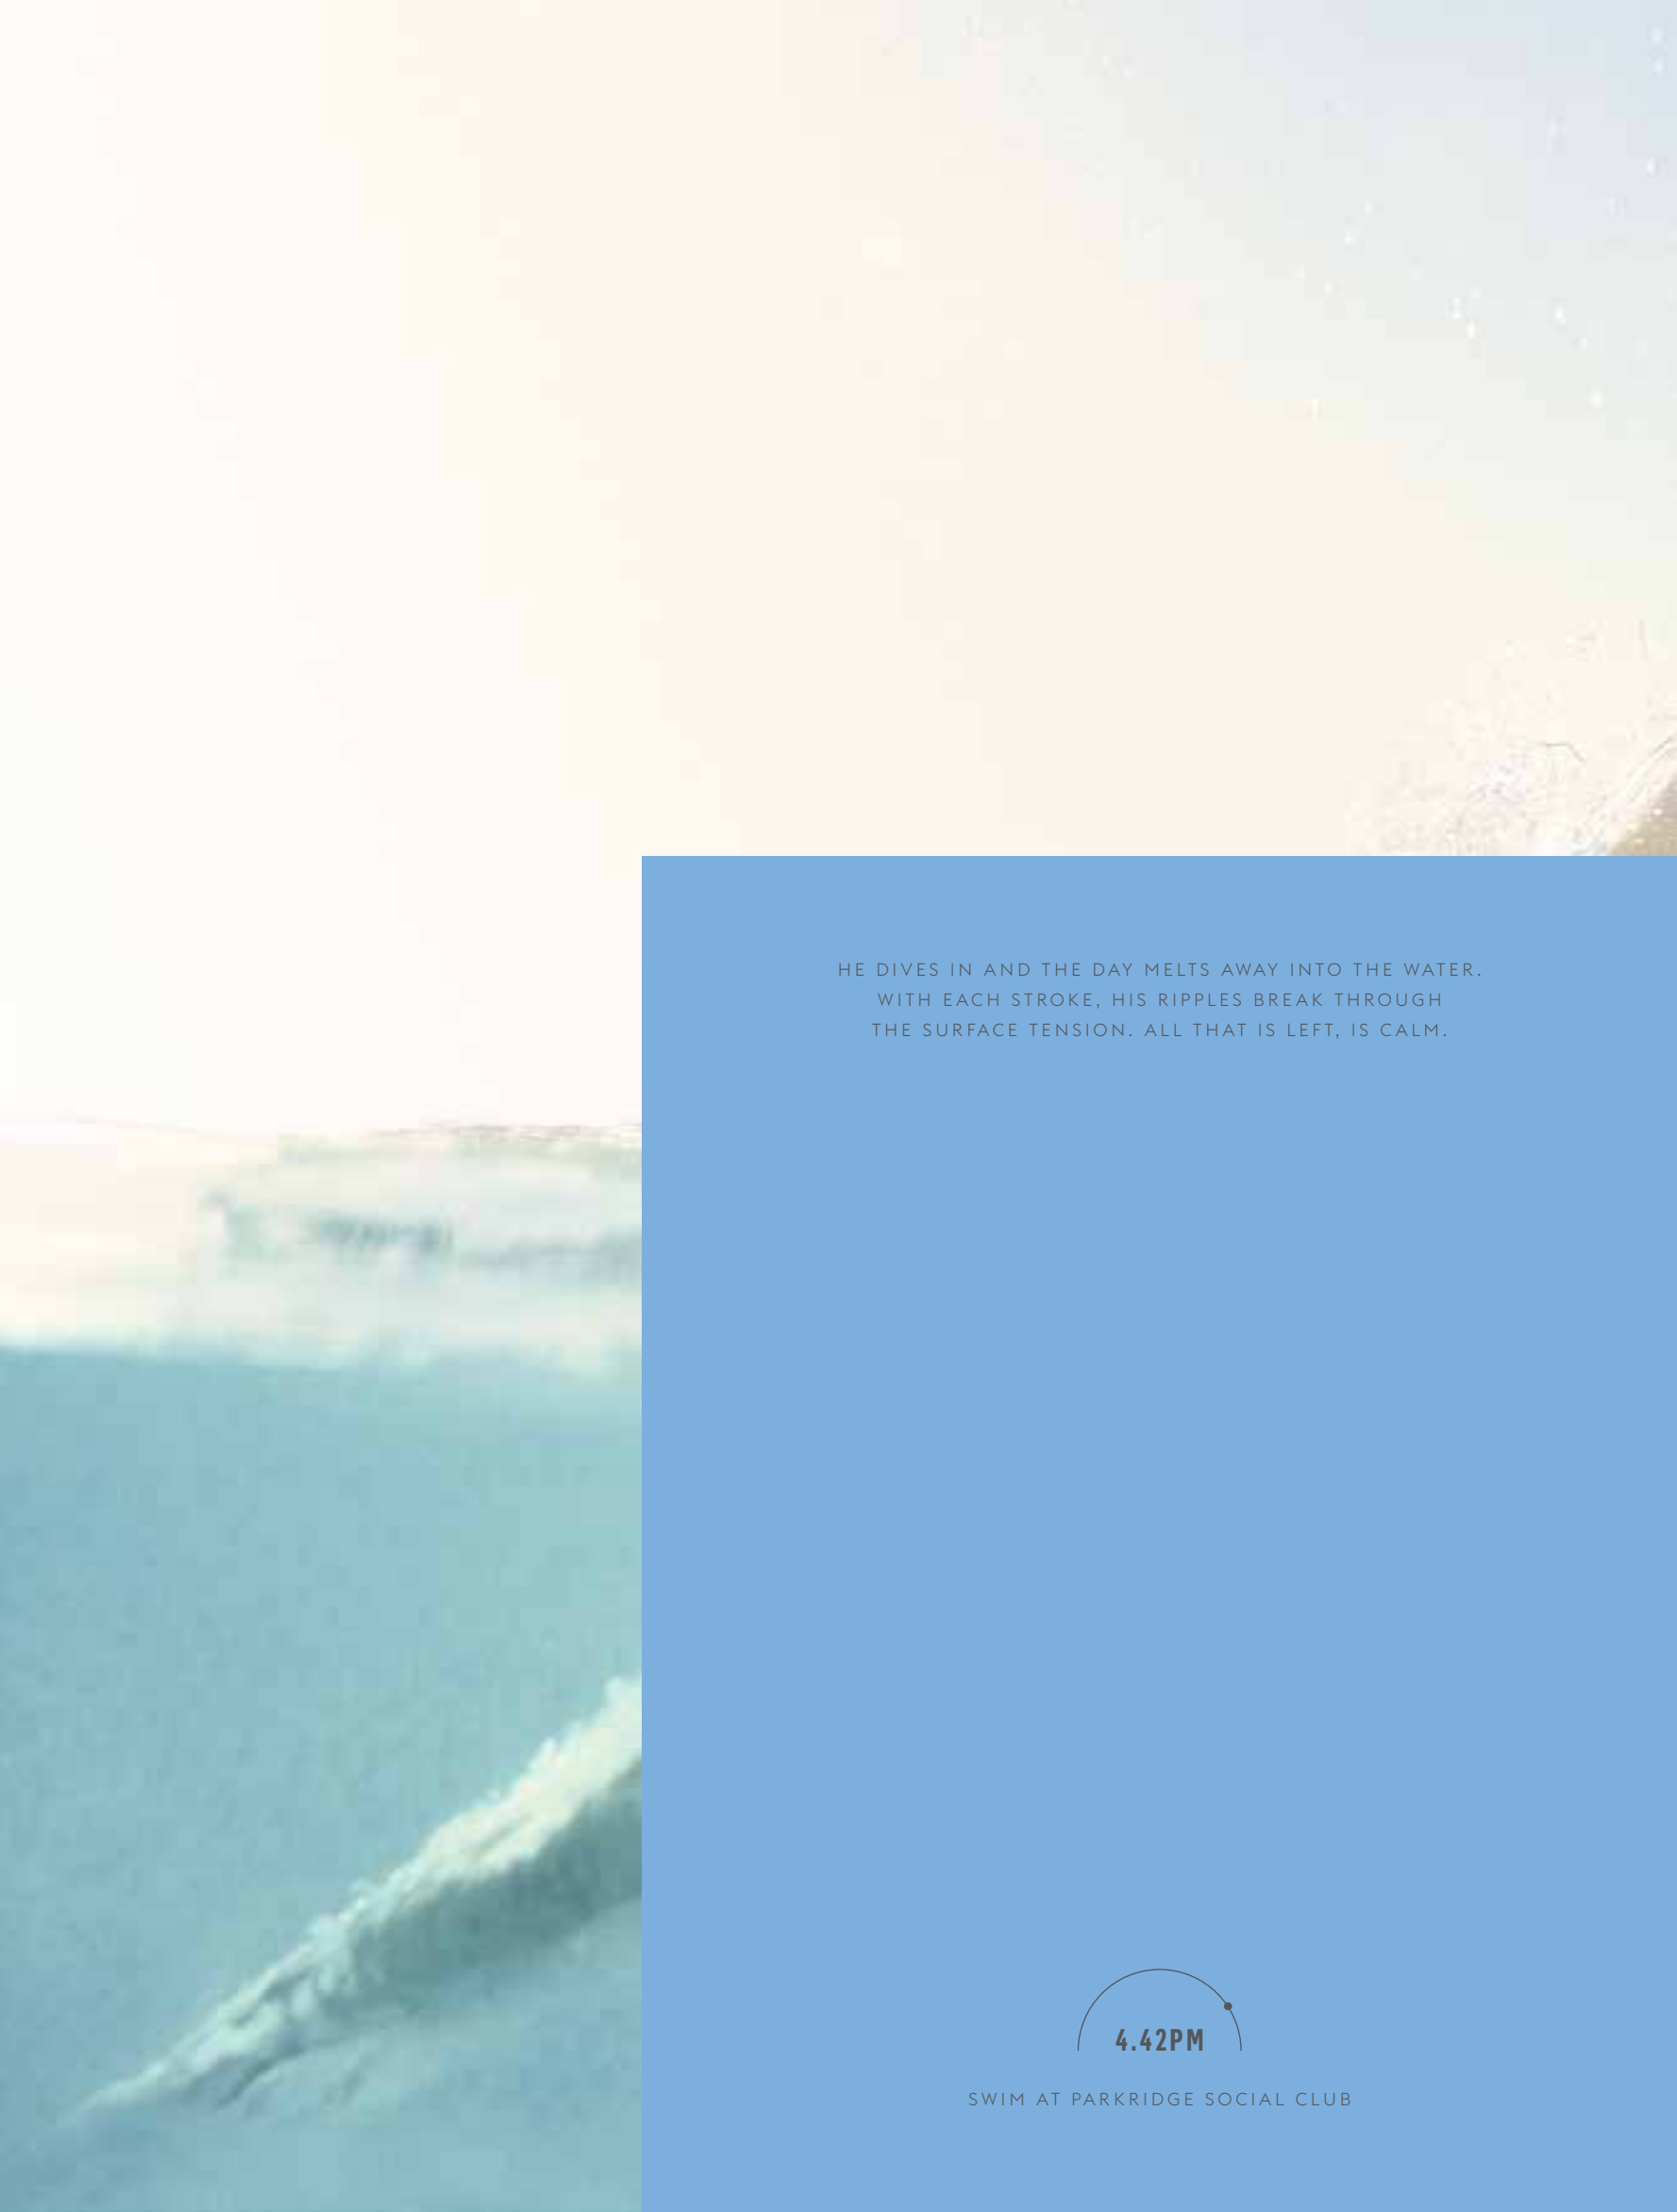 HE DIVES IN AND THE DAY MELTS AWAY INTO THE WATER.
WITH EACH STROKE, HIS RIPPLES BREAK THROUGH
THE SURFACE TENSION. ALL THAT IS LEFT, IS CALM.
4.42PM
SWIM AT PARKRIDGE SOCIAL CLUB